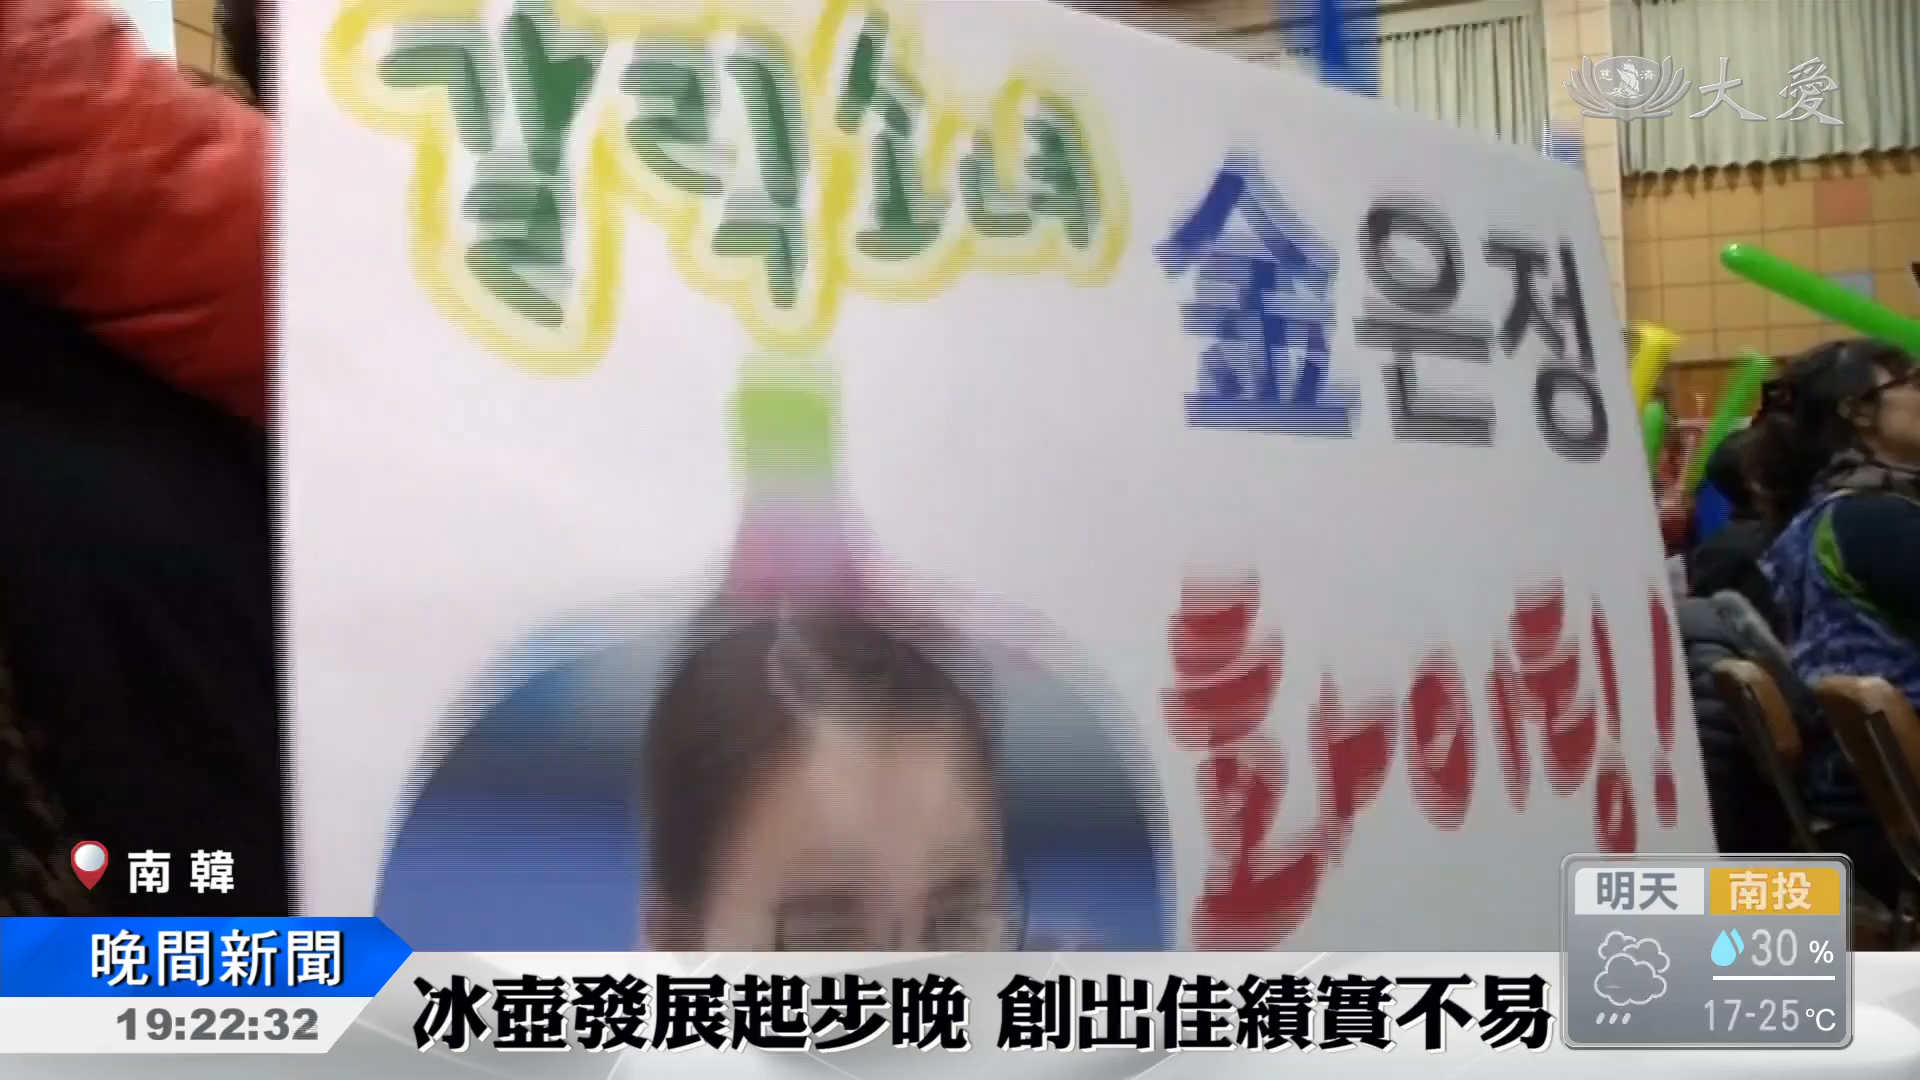 갈릭소녀
金은정
화이팅!
慈濟 大愛
南韓
晚間新聞
19:22:32
冰壺發展起步晚 創出佳績實不易
明天 南投
30 %
17-25°C